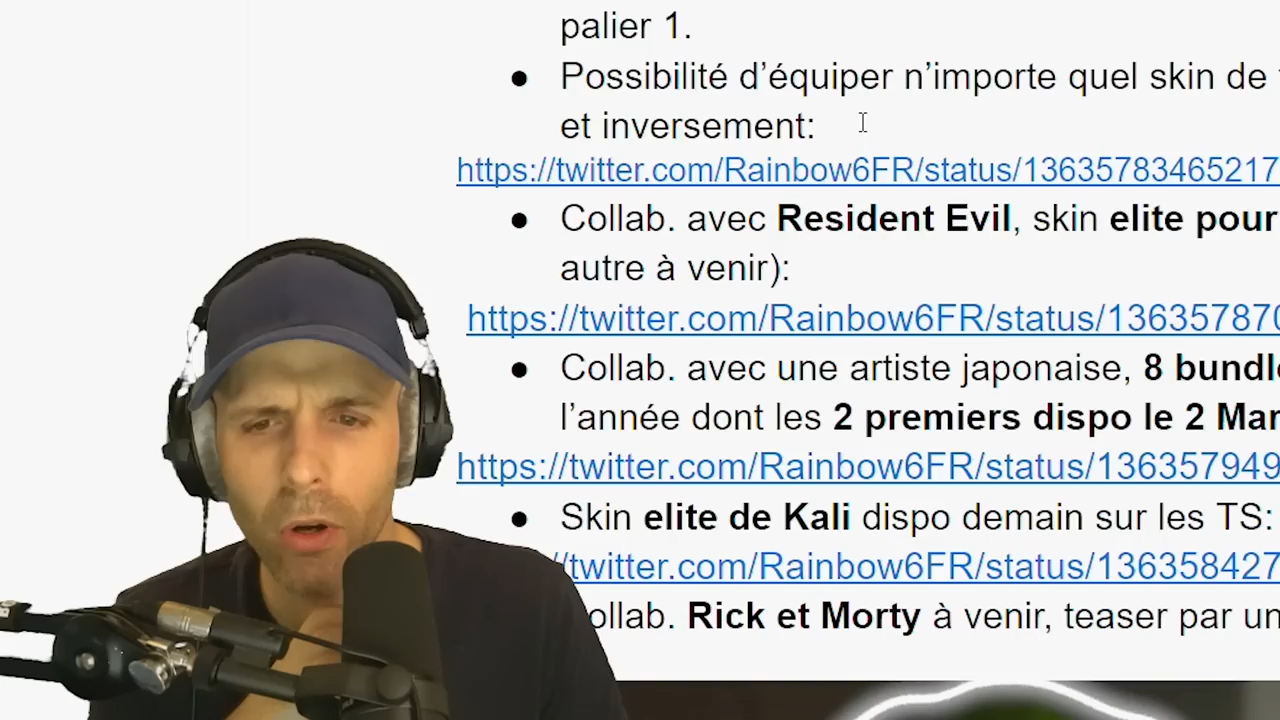 palier 1.
● Possibilité d’équiper n’importe quel skin de
et inversement:
https://twitter.com/Rainbow6FR/status/13635783465217
● Collab. avec Resident Evil, skin elite pour
autre à venir):
https://twitter.com/Rainbow6FR/status/136357870
● Collab. avec une artiste japonaise, 8 bundle
l’année dont les 2 premiers dispo le 2 Mar
https://twitter.com/Rainbow6FR/status/136357949
● Skin elite de Kali dispo demain sur les TS:
/twitter.com/Rainbow6FR/status/136358427
ollab. Rick et Morty à venir, teaser par un